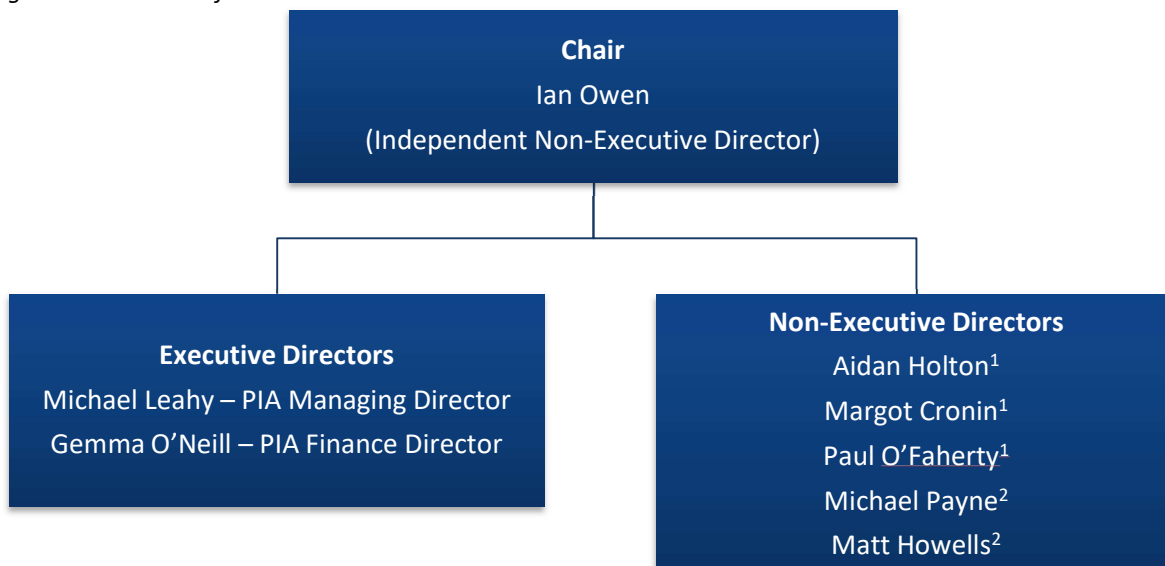 Chair
Ian Owen
(Independent Non-Executive Director)
Executive Directors
Michael Leahy – PIA Managing Director
Gemma O’Neill – PIA Finance Director
Non-Executive Directors
Aidan Holton¹
Margot Cronin¹
Paul O’Faherty¹
Michael Payne²
Matt Howells²